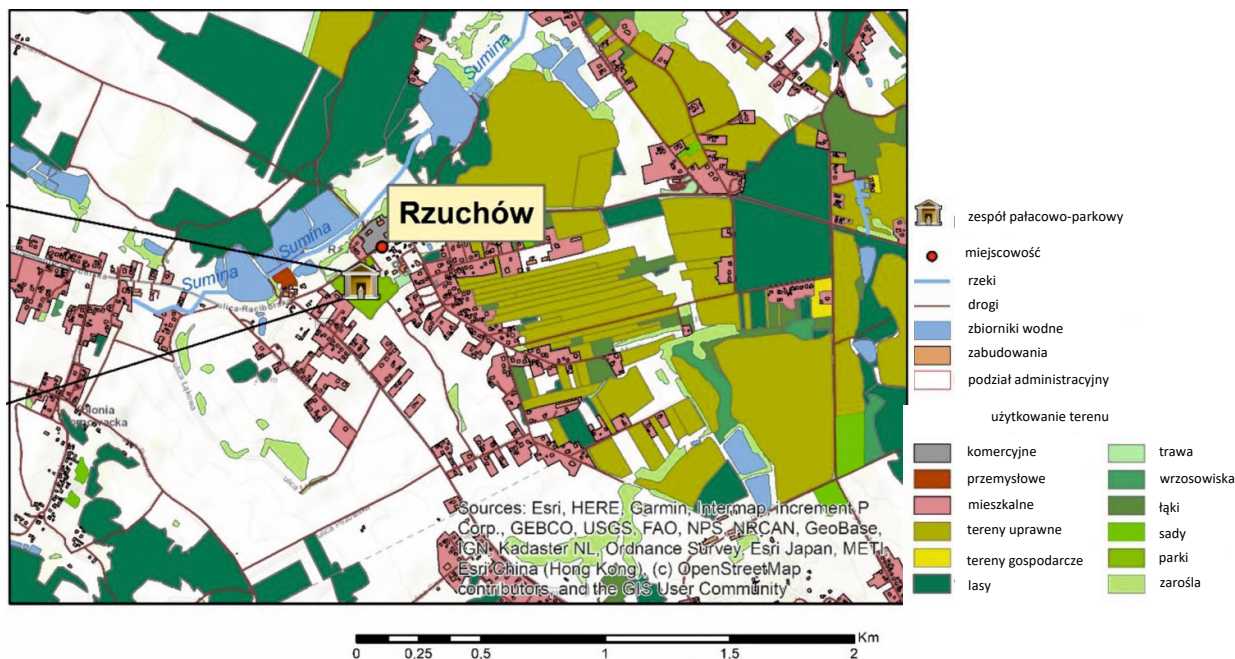 Sumina
Rzuchów
Sumina
Sumina
ulica Łąkowa
Sources: Esri, HERE, Garmin, Intermap, increment P
Corp., GEBCO, USGS, FAO, NPS, NRCAN, GeoBase,
IGN, Kadaster NL, Ordnance Survey, Esri Japan, METI,
Esri China (Hong Kong), (c) OpenStreetMap
contributors, and the GIS User Community
zespół pałacowo-parkowy
miejscowość
rzeki
drogi
zbiorniki wodne
zabudowania
podział administracyjny
użytkowanie terenu
komercyjne
przemysłowe
mieszkalne
tereny uprawne
tereny gospodarcze
lasy
trawa
wrzosowiska
łąki
sady
parki
zarośla
Km
0 0.25 0.5 1 1.5 2